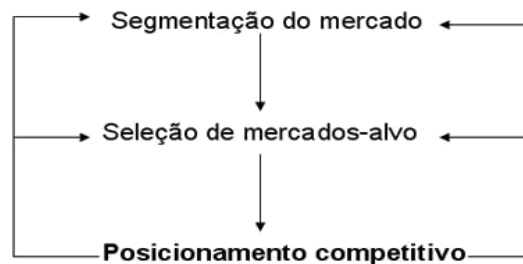 Segmentação do mercado
Seleção de mercados-alvo
Posicionamento competitivo